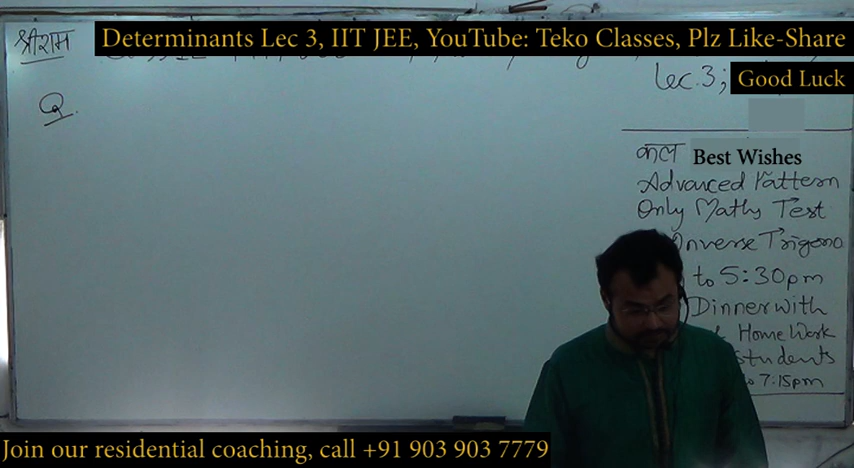 Determinants Lec 3, IIT JEE, YouTube: Teko Classes, Plz Like-Share
श्रीराम
Lec. 3;
Good Luck
Q.
कल Best Wishes
Advanced Pattern
Only Maths Test
Inverse Trigono
to 5:30pm
Dinner with
& Home Work
Students
to 7:15pm
Join our residential coaching, call +91 903 903 7779